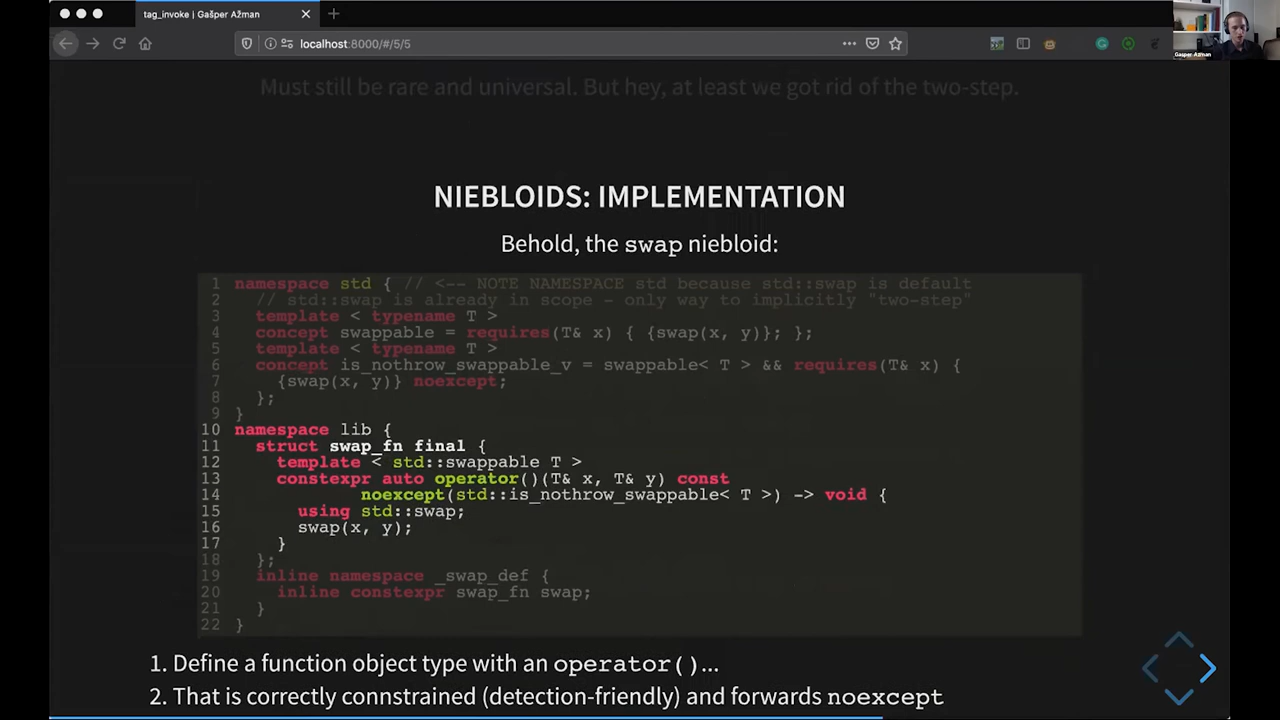 tag_invoke | Gašper Ažman
localhost:8000/#/5/5
Gasper Azman
Must still be rare and universal. But hey, at least we got rid of the two-step.
NIEBLOIDS: IMPLEMENTATION
Behold, the swap niebloid:
1 namespace std { // <-- NOTE NAMESPACE std because std::swap is default
2 // std::swap is already in scope - only way to implicitly "two-step"
3 template < typename T >
4 concept swappable = requires(T& x) { {swap(x, y)}; };
5 template < typename T >
6 concept is_nothrow_swappable_v = swappable< T > && requires(T& x) {
7 {swap(x, y)} noexcept;
8 };
9 }
10 namespace lib {
11 struct swap_fn final {
12 template < std::swappable T >
13 constexpr auto operator()(T& x, T& y) const
14 noexcept(std::is_nothrow_swappable< T >) -> void {
15 using std::swap;
16 swap(x, y);
17 }
18 };
19 inline namespace _swap_def {
20 inline constexpr swap_fn swap;
21 }
22 }
1. Define a function object type with an operator()...
2. That is correctly connstrained (detection-friendly) and forwards noexcept